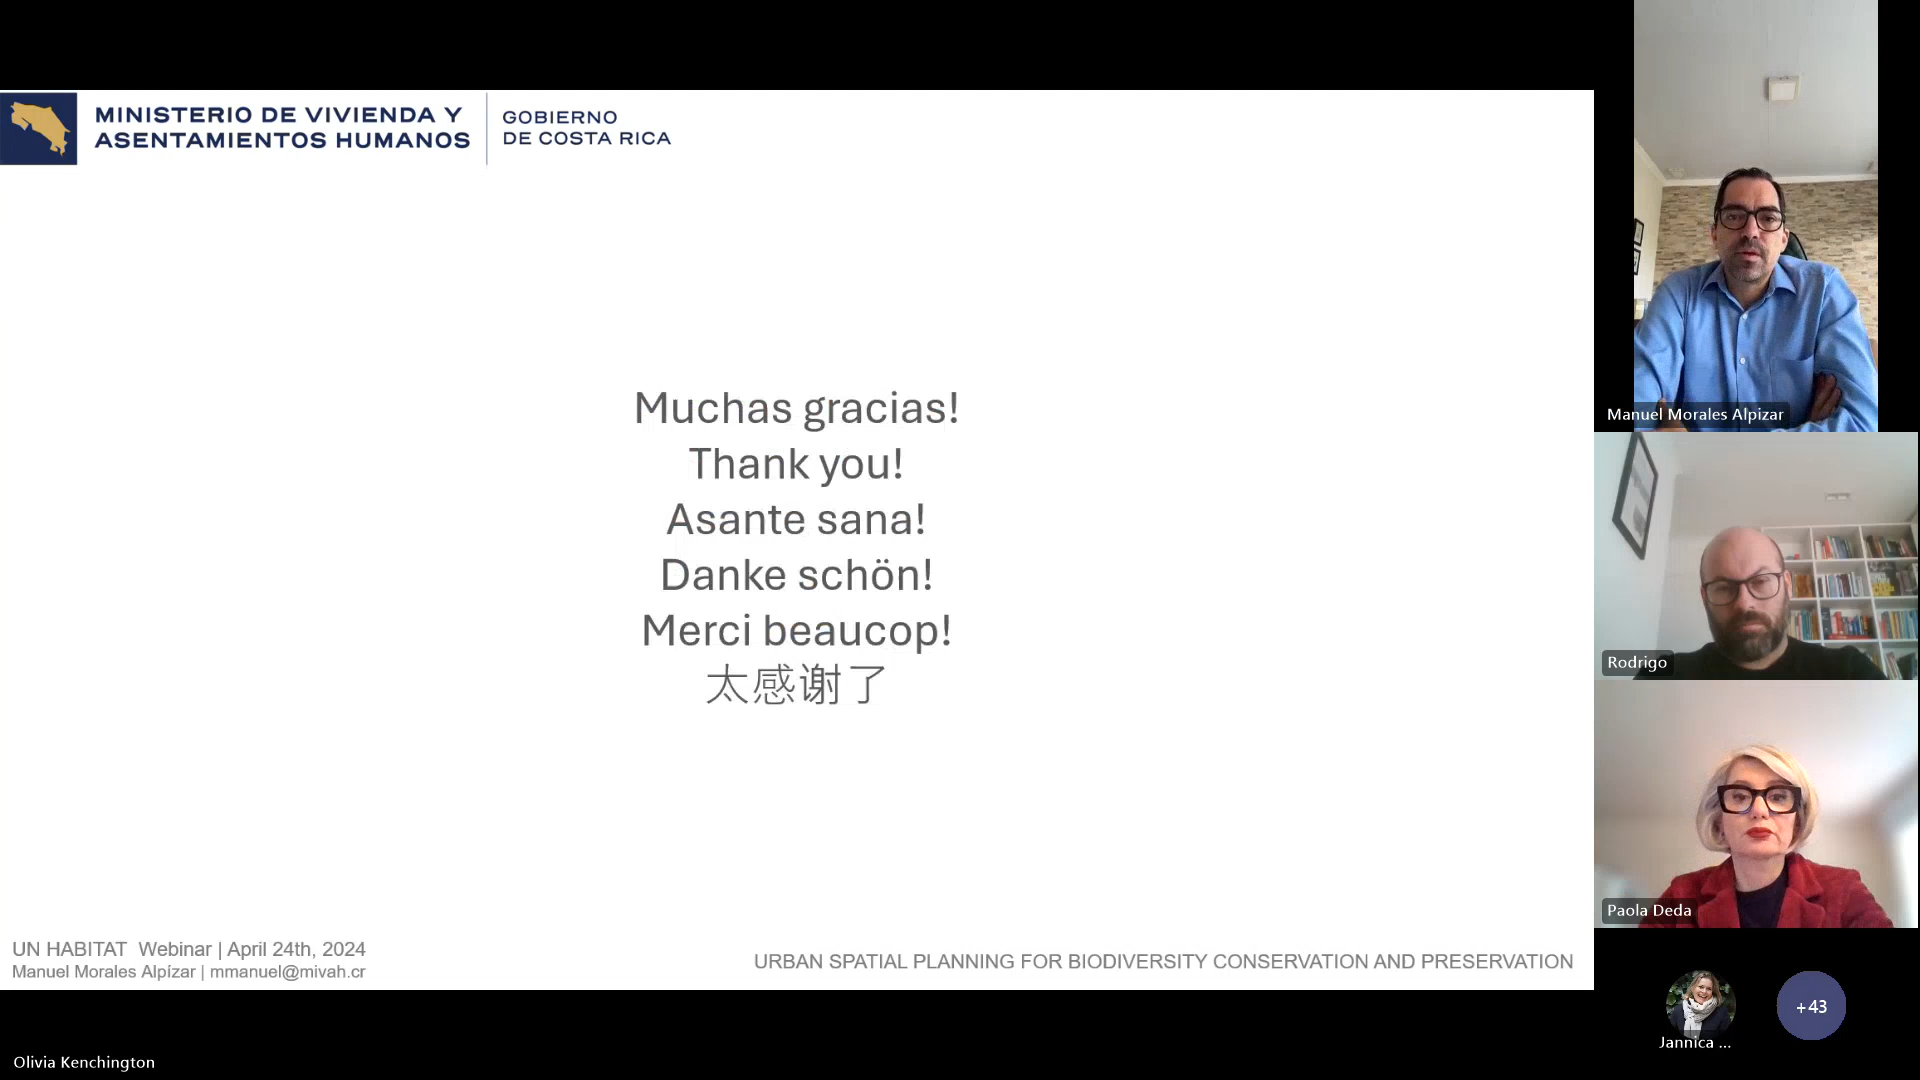 MINISTERIO DE VIVIENDA Y
ASENTAMIENTOS HUMANOS
GOBIERNO
DE COSTA RICA
Muchas gracias!
Thank you!
Asante sana!
Danke schön!
Merci beaucop!
太感谢了
UN HABITAT Webinar | April 24th, 2024
Manuel Morales Alpízar | mmanuel@mivah.cr
URBAN SPATIAL PLANNING FOR BIODIVERSITY CONSERVATION AND PRESERVATION
Olivia Kenchington
Manuel Morales Alpizar
Rodrigo
Paola Deda
Jannica ...
+43